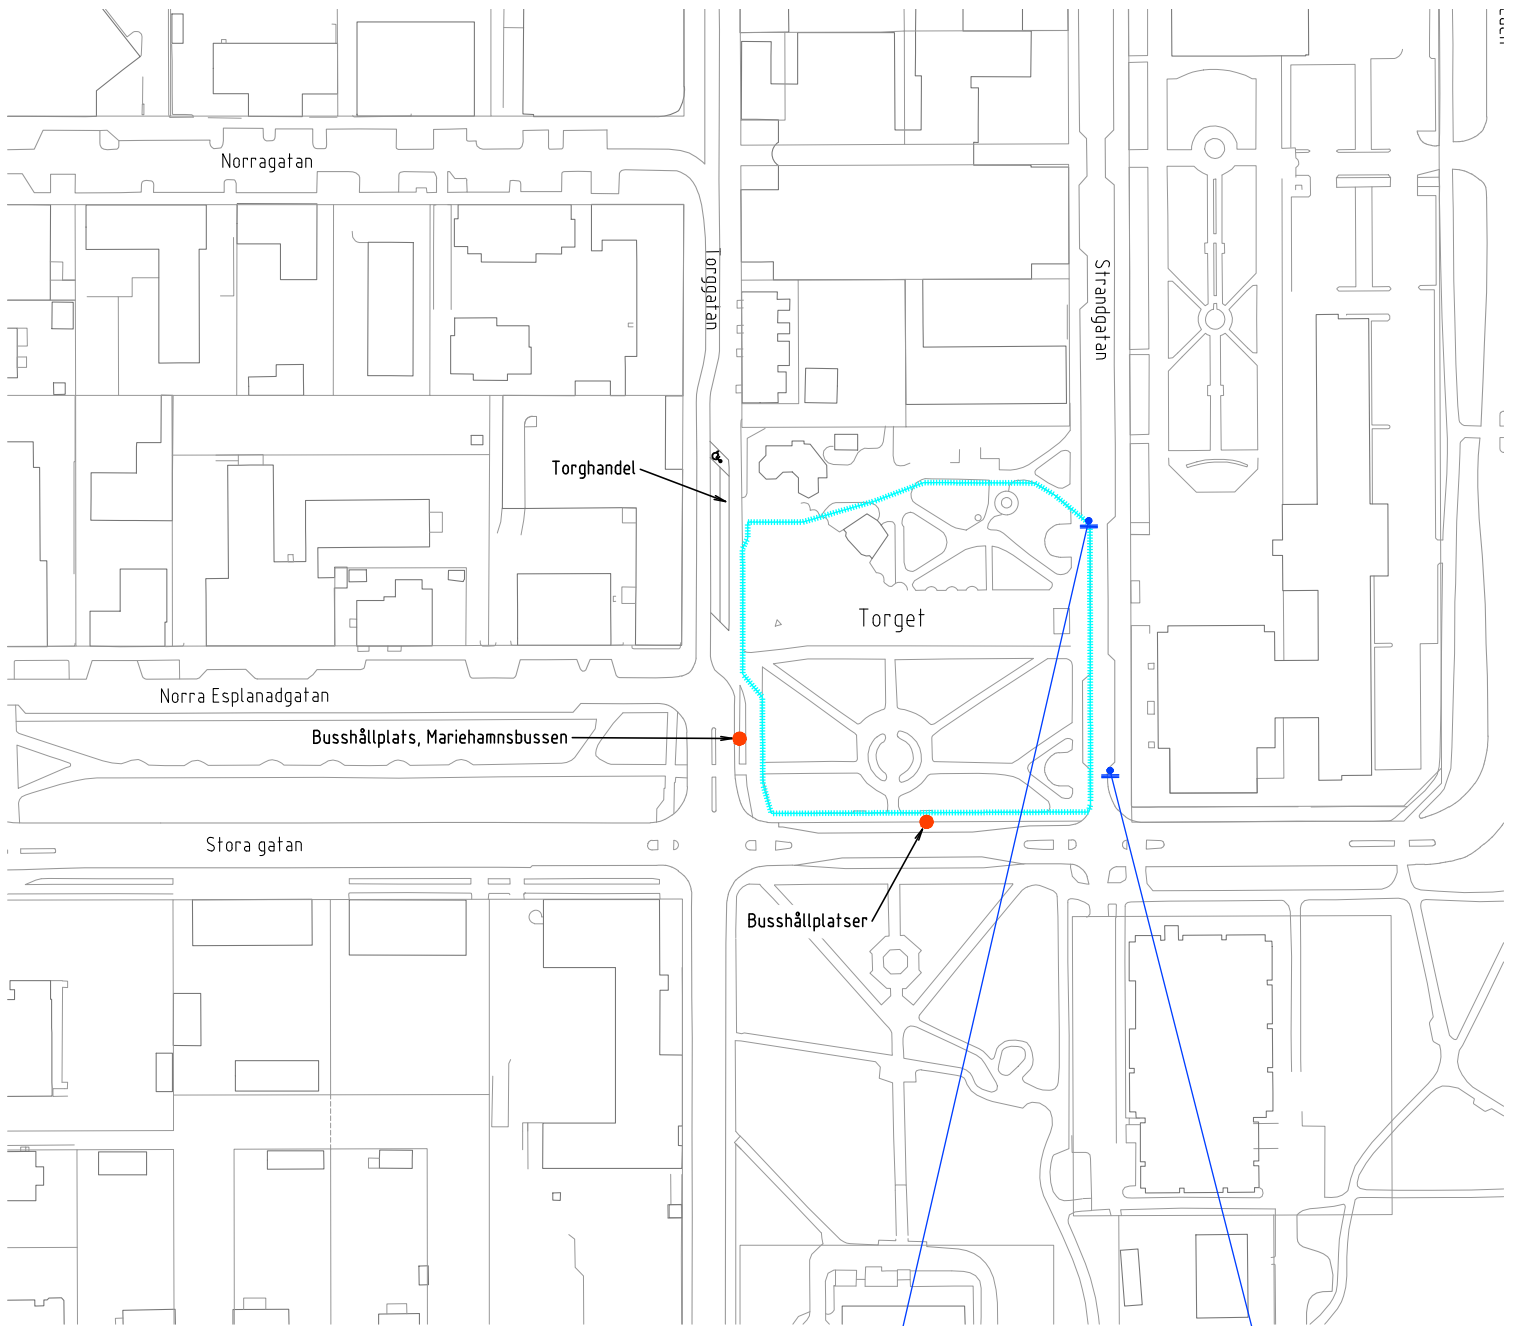 Norragatan
Torggatan
Strandgatan
Torghandel
Torget
Norra Esplanadgatan
Busshållplats, Mariehamnsbussen
Stora gatan
Busshållplatser